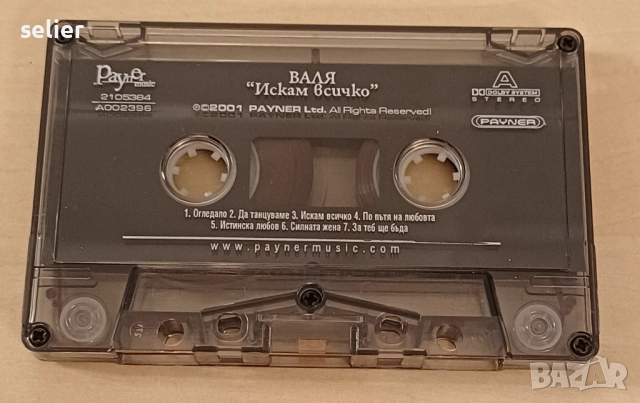 selier
Payner music
2105384
A002396
ВАЛЯ
"Искам всичко"
℗©2001 PAYNER Ltd. All Rights Reserved!
A
DOLBY SYSTEM
STEREO
PAYNER
1. Огледало 2. Да танцуваме 3. Искам всичко 4. По пътя на любовта
5. Истинска любов 6. Силната жена 7. За теб ще бъда
www.paynermusic.com
BAZAR